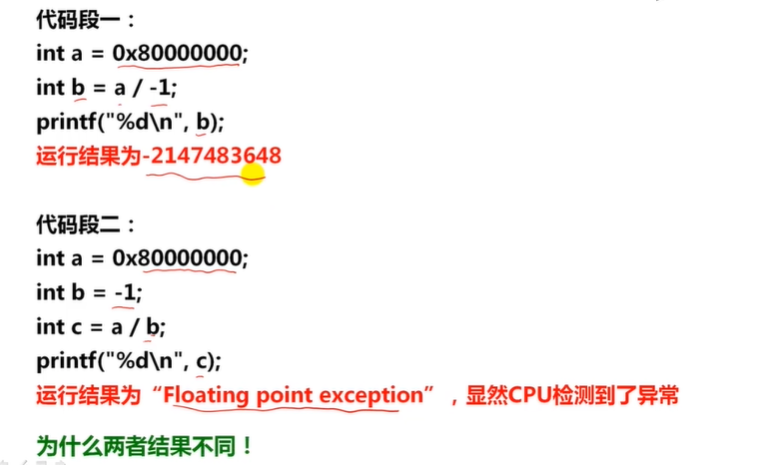 代码段一：
int a = 0x80000000;
int b = a / -1;
printf("%d\n", b);
运行结果为-2147483648
代码段二：
int a = 0x80000000;
int b = -1;
int c = a / b;
printf("%d\n", c);
运行结果为“Floating point exception”，显然CPU检测到了异常
为什么两者结果不同！